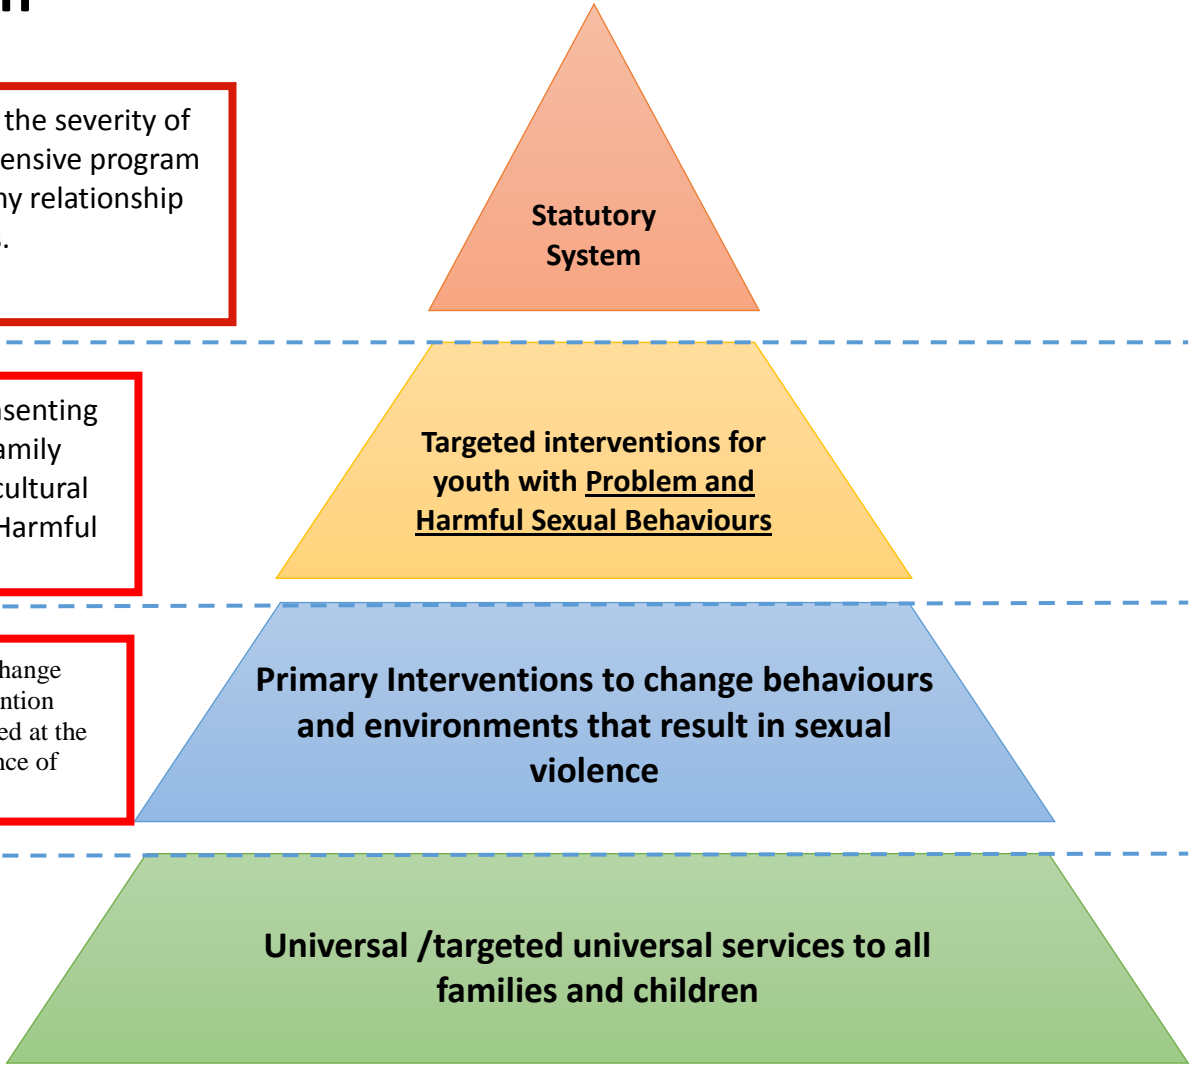 the severity of
program
relationship
Statutory
System
senting
amily
cultural
Harmful
Targeted interventions for
youth with Problem and
Harmful Sexual Behaviours
hange
ntion
ed at the
nce of
Primary Interventions to change behaviours
and environments that result in sexual
violence
Universal /targeted universal services to all
families and children